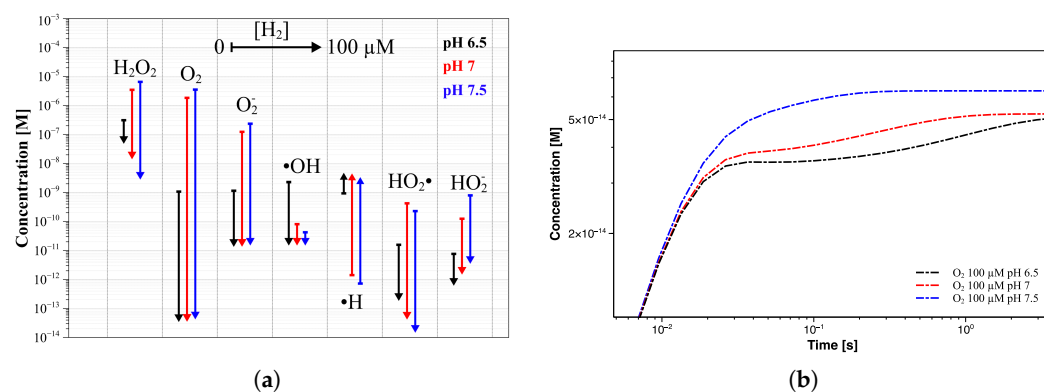 10⁻³
10⁻⁴
10⁻⁵
10⁻⁶
10⁻⁷
10⁻⁸
10⁻⁹
10⁻¹⁰
10⁻¹¹
10⁻¹²
10⁻¹³
10⁻¹⁴
Concentration [M]
[H₂]
0 100 µM
pH 6.5
pH 7
pH 7.5
H₂O₂
O₂
O₂⁻
•OH
•H
HO₂•
HO₂⁻
(a)
5×10⁻¹⁴
2×10⁻¹⁴
Concentration [M]
O₂ 100 µM pH 6.5
O₂ 100 µM pH 7
O₂ 100 µM pH 7.5
10⁻² 10⁻¹ 10⁰
Time [s]
(b)